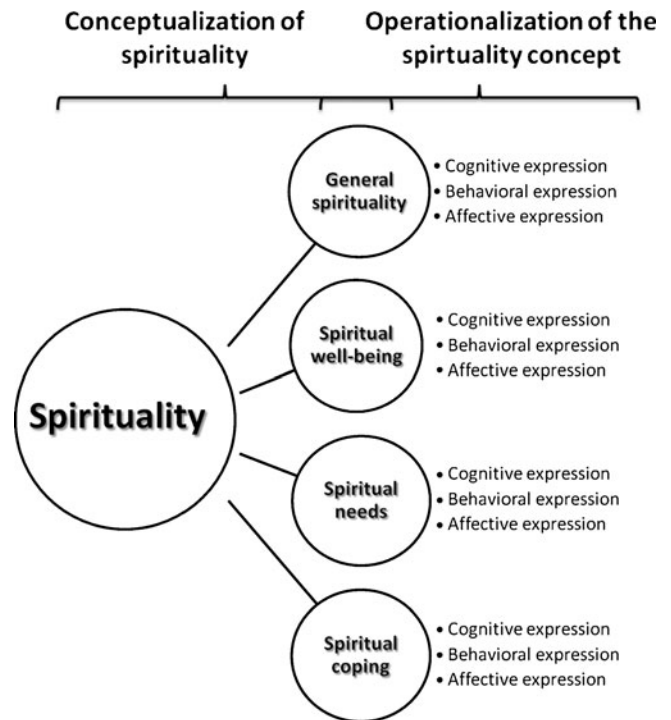 Conceptualization of
spirituality
Operationalization of the
spirtuality concept
General
spirituality
• Cognitive expression
• Behavioral expression
• Affective expression
Spiritual
well-being
• Cognitive expression
• Behavioral expression
• Affective expression
Spirituality
Spiritual
needs
• Cognitive expression
• Behavioral expression
• Affective expression
Spiritual
coping
• Cognitive expression
• Behavioral expression
• Affective expression